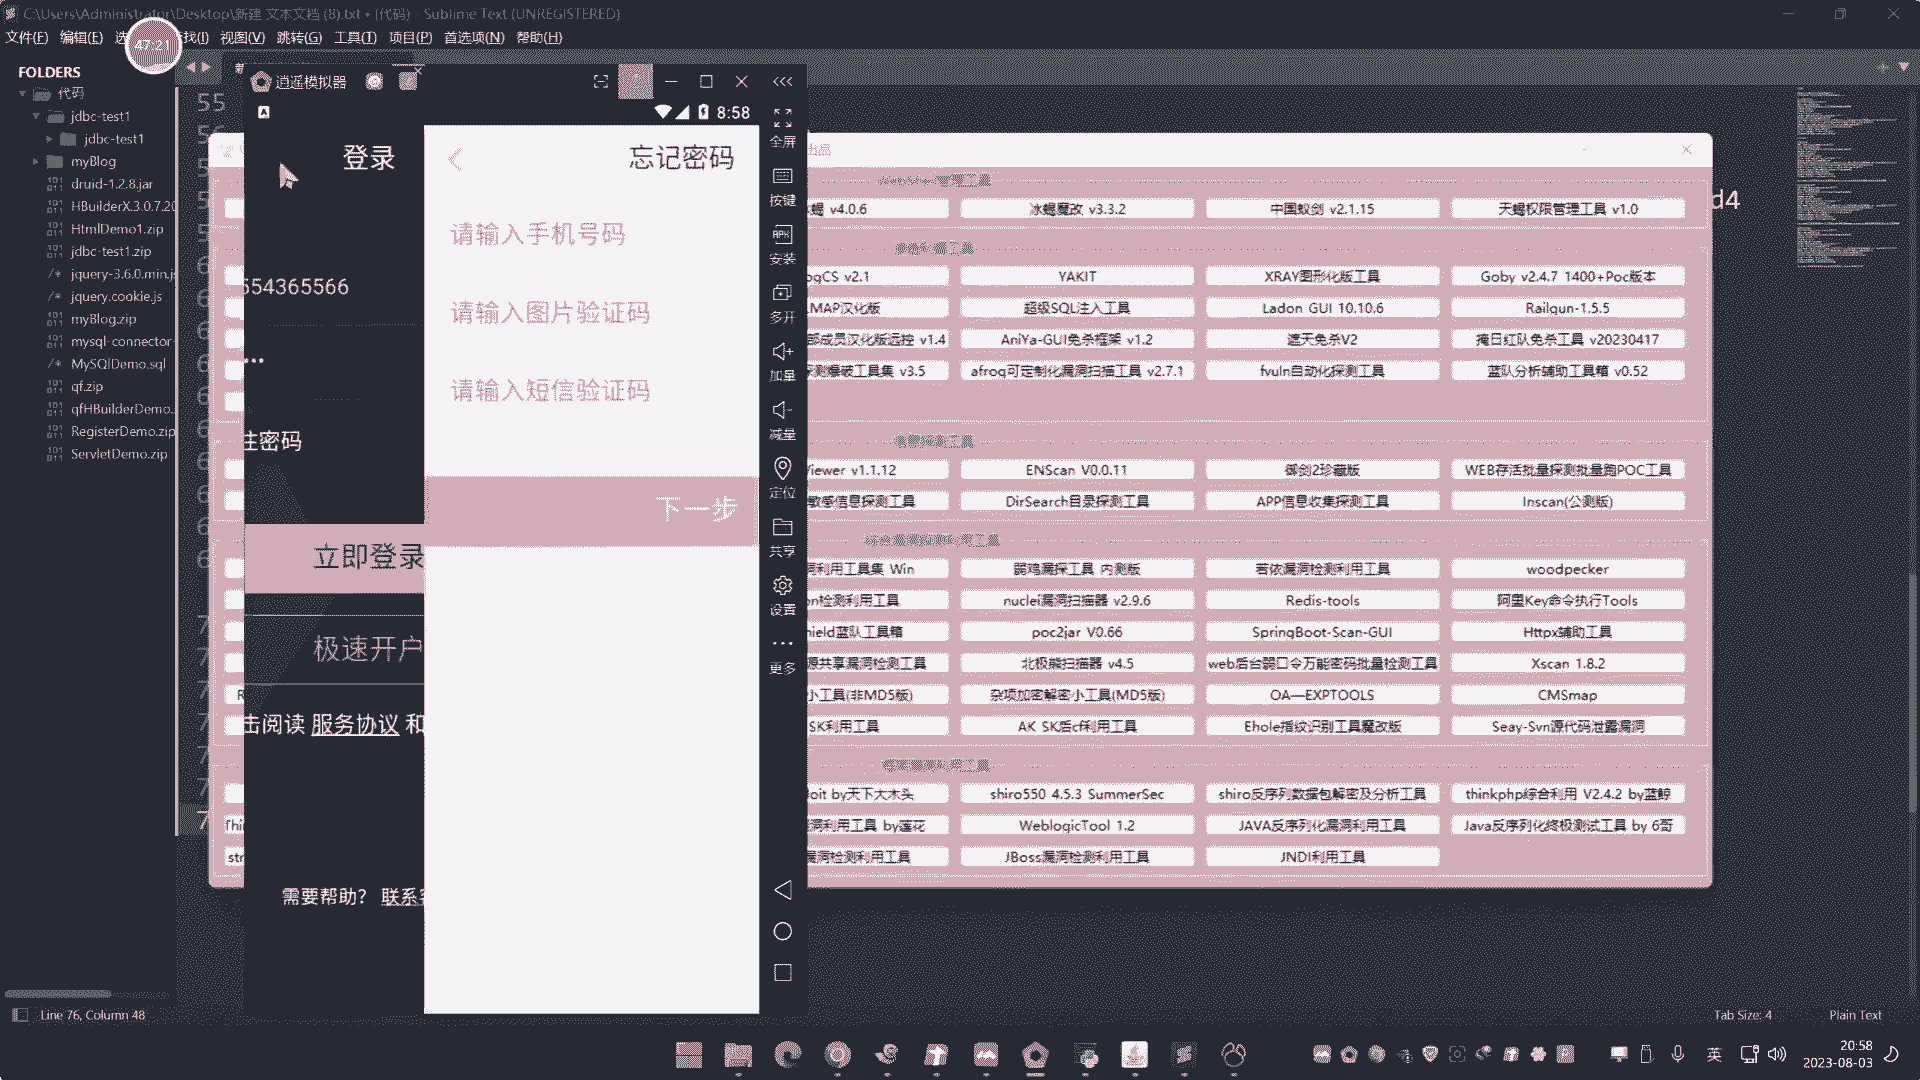 C:\Users\Administrator\Desktop\新建 文本文档 (8).txt • (代码) - Sublime Text (UNREGISTERED)
文件(F) 编辑(E) 找(I) 视图(V) 跳转(G) 工具(T) 项目(P) 首选项(N) 帮助(H)
47:21
FOLDERS
代码
jdbc-test1
jdbc-test1
myBlog
druid-1.2.8.jar
HBuilderX.3.0.7.20
HtmlDemo1.zip
jdbc-test1.zip
jquery-3.6.0.min.js
jquery.cookie.js
myBlog.zip
mysql-connector
MySQlDemo.sql
qf.zip
qfHBuilderDemo.
RegisterDemo.zip
ServletDemo.zip
55
逍遥模拟器
8:58
登录
554365566
住密码
立即登录
极速开户
击阅读 服务协议 和
需要帮助? 联系
忘记密码
请输入手机号码
请输入图片验证码
请输入短信验证码
下一步
全屏
按键
安装
多开
加量
减量
定位
共享
设置
更多
出品
d4
v4.0.6 冰蝎魔改 v3.3.2 中国蚁剑 v2.1.15 天蝎权限管理工具 v1.0
ogCS v2.1 YAKIT XRAY图形化版工具 Goby v2.4.7 1400+Poc版本
MAP汉化版 超级SQL注入工具 Ladon GUI 10.10.6 Railgun-1.5.5
部成员汉化版远控 v1.4 AniYa-GUI免杀框架 v1.2 遮天免杀V2 掩日红队免杀工具 v20230417
探测爆破工具集 v3.5 afrog可定制化漏洞扫描工具 v2.7.1 fvuln自动化探测工具 蓝队分析辅助工具箱 v0.52
iewer v1.1.12 ENScan V0.0.11 御剑2珍藏版 WEB存活批量探测批量跑POC工具
敏感信息探测工具 DirSearch目录探测工具 APP信息收集探测工具 Inscan(公测版)
利用工具集 Win 弱鸡漏探工具 内测版 若依漏洞检测利用工具 woodpecker
on检测利用工具 nuclei漏洞扫描器 v2.9.6 Redis-tools 阿里Key命令执行Tools
ield蓝队工具箱 poc2jar V0.66 SpringBoot-Scan-GUI Httpx辅助工具
源共享漏洞检测工具 北极熊扫描器 v4.5 web后台弱口令万能密码批量检测工具 Xscan 1.8.2
小工具(非MD5版) 杂项加密解密小工具(MD5版) OA—EXPTOOLS CMSmap
SK利用工具 AK SK后cf利用工具 Ehole指纹识别工具魔改版 Seay-Svn源代码泄露漏洞
oit by天下大木头 shiro550 4.5.3 SummerSec shiro反序列数据包解密及分析工具 thinkphp综合利用 V2.4.2 by蓝鲸
Thi 洞利用工具 by莲花 WeblogicTool 1.2 JAVA反序列化漏洞利用工具 Java反序列化终极测试工具 by 6哥
str 漏洞检测利用工具 JBoss漏洞检测利用工具 JNDI利用工具
Line 76, Column 48
Tab Size: 4
Plain Text
英
20:58
2023-08-03